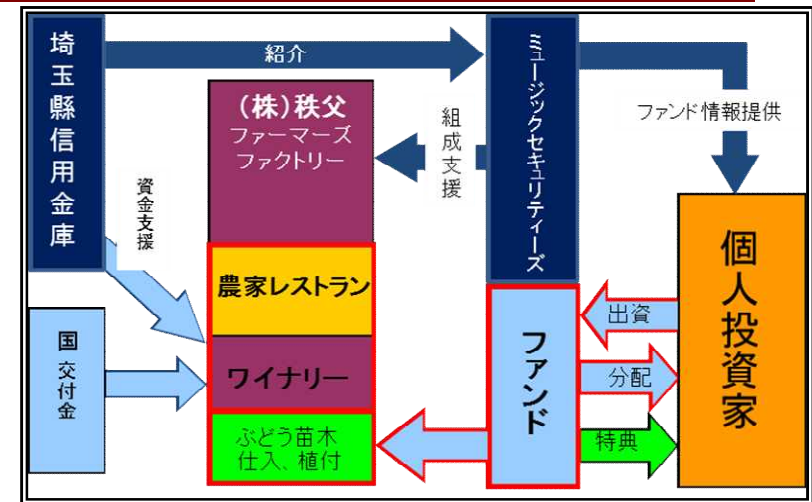 埼玉縣信用金庫
紹介
ミュージックセキュリティーズ
(株)秩父
ファーマーズ
ファクトリー
組成支援
ファンド情報提供
資金支援
農家レストラン
ワイナリー
ぶどう苗木
仕入、植付
国
交付金
ファンド
出資
分配
特典
個人投資家